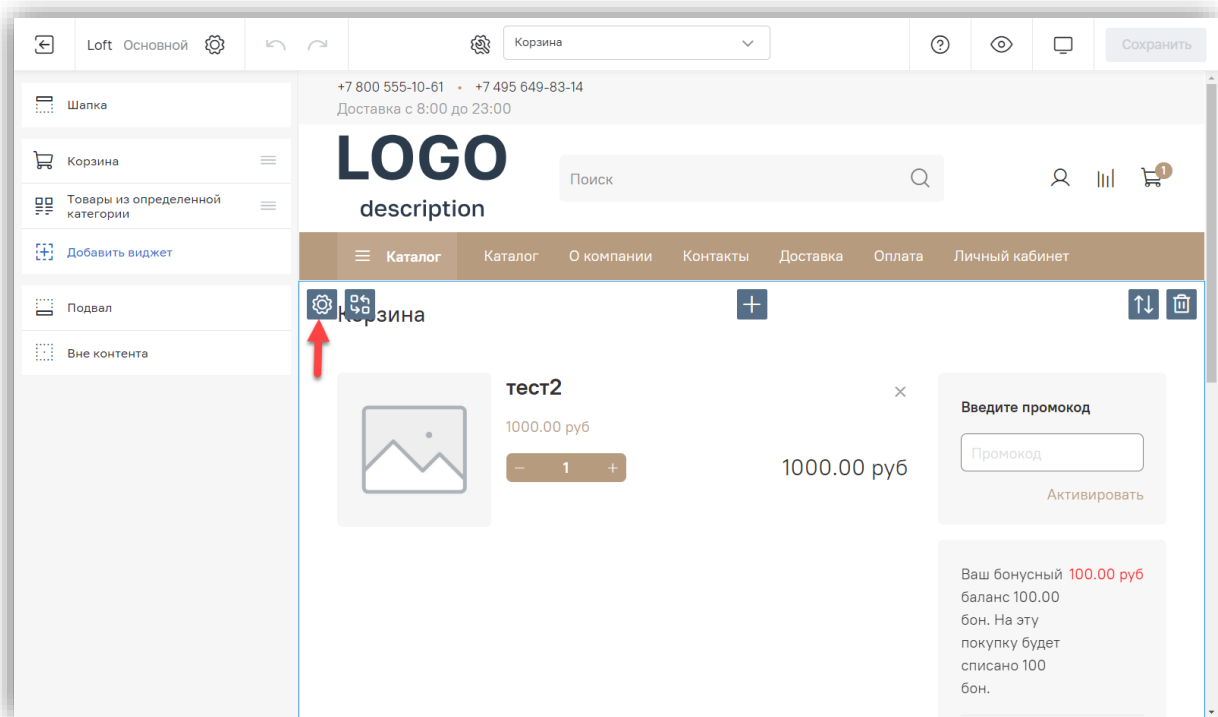 Loft Основной
Корзина
Сохранить
Шапка
Корзина
Товары из определенной
категории
Добавить виджет
Подвал
Вне контента
+7 800 555-10-61 • +7 495 649-83-14
Доставка с 8:00 до 23:00
LOGO
description
Поиск
1
Каталог Каталог О компании Контакты Доставка Оплата Личный кабинет
Корзина
тест2
1000.00 руб
− 1 +
1000.00 руб
Введите промокод
Промокод
Активировать
Ваш бонусный 100.00 руб
баланс 100.00
бон. На эту
покупку будет
списано 100
бон.